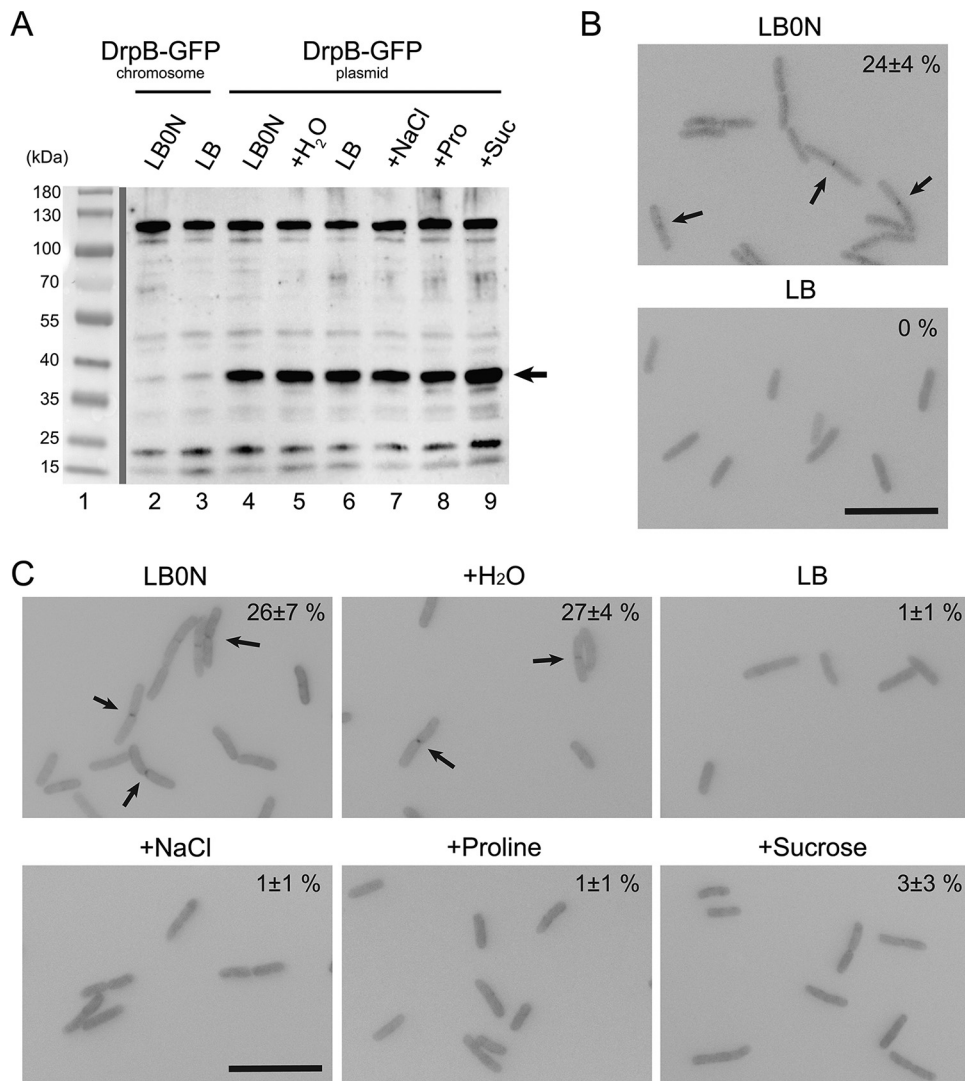 A
DrpB-GFP
chromosome
DrpB-GFP
plasmid
LB0N
LB
LB0N
+H₂O
LB
+NaCl
+Pro
+Suc
(kDa)
180
130
100
70
55
40
35
25
15
1 2 3 4 5 6 7 8 9
B
LB0N
24±4 %
LB
0 %
C
LB0N
26±7 %
+H₂O
27±4 %
LB
1±1 %
+NaCl
1±1 %
+Proline
1±1 %
+Sucrose
3±3 %